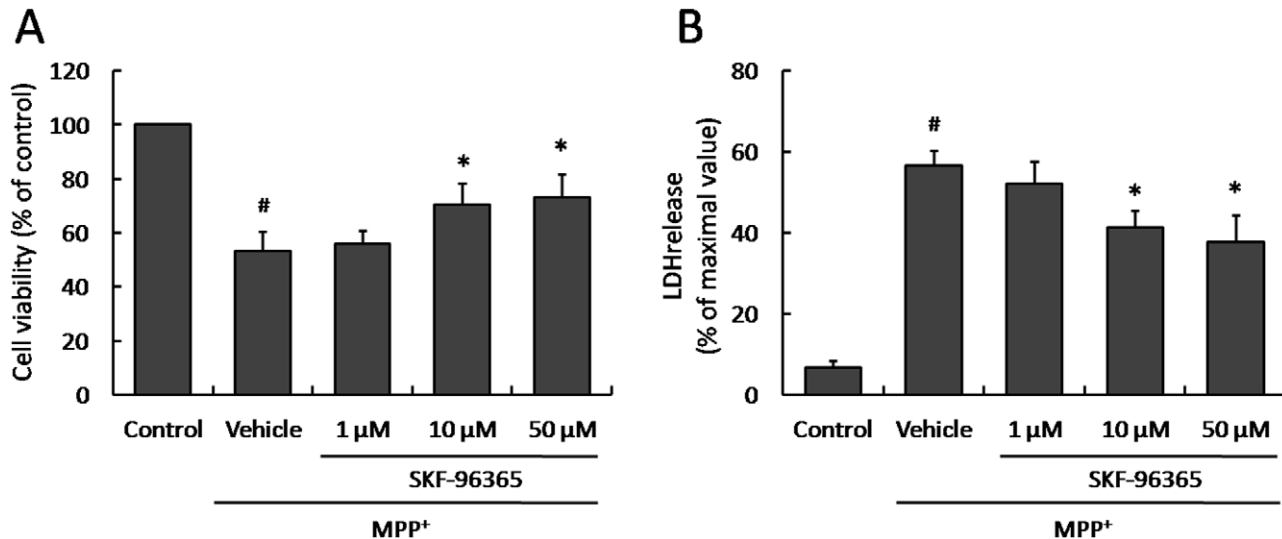 A
Cell viability (% of control)
120
100
80
60
40
20
0
#
*
*
Control Vehicle 1 μM 10 μM 50 μM
SKF-96365
MPP⁺
B
LDHrelease
(% of maximal value)
80
60
40
20
0
#
*
*
Control Vehicle 1 μM 10 μM 50 μM
SKF-96365
MPP⁺